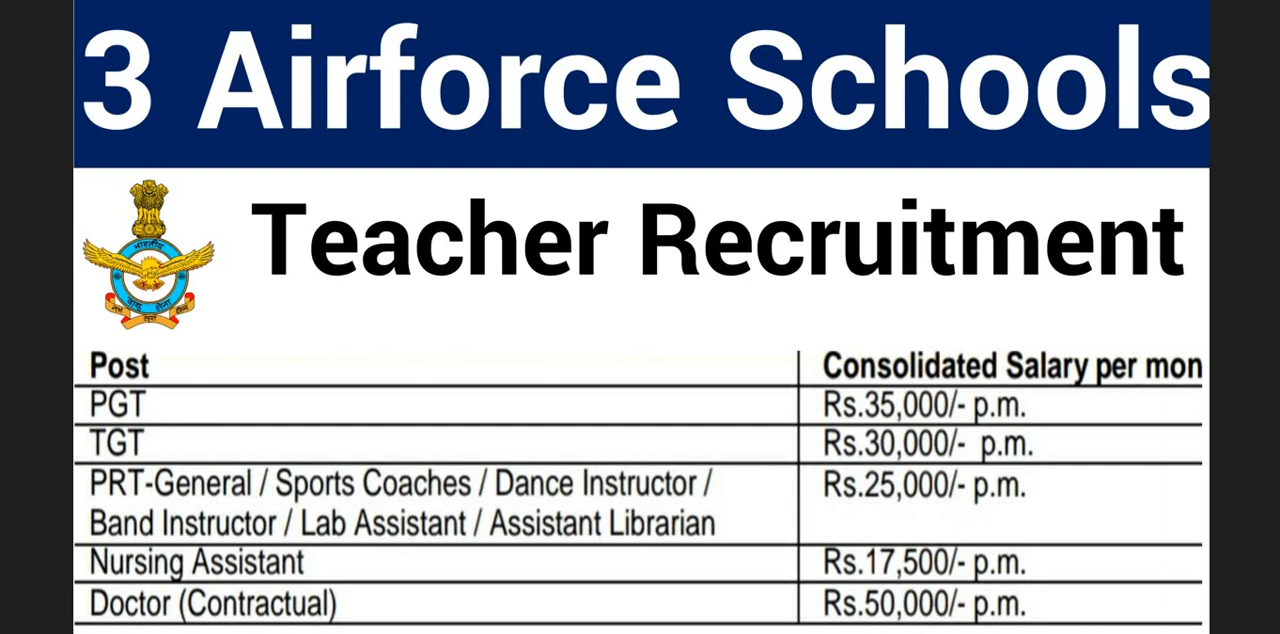 3 Airforce Schools
Teacher Recruitment
भारतीय
वायु सेना
Post Consolidated Salary per mon
PGT Rs.35,000/- p.m.
TGT Rs.30,000/- p.m.
PRT-General / Sports Coaches / Dance Instructor / Rs.25,000/- p.m.
Band Instructor / Lab Assistant / Assistant Librarian
Nursing Assistant Rs.17,500/- p.m.
Doctor (Contractual) Rs.50,000/- p.m.